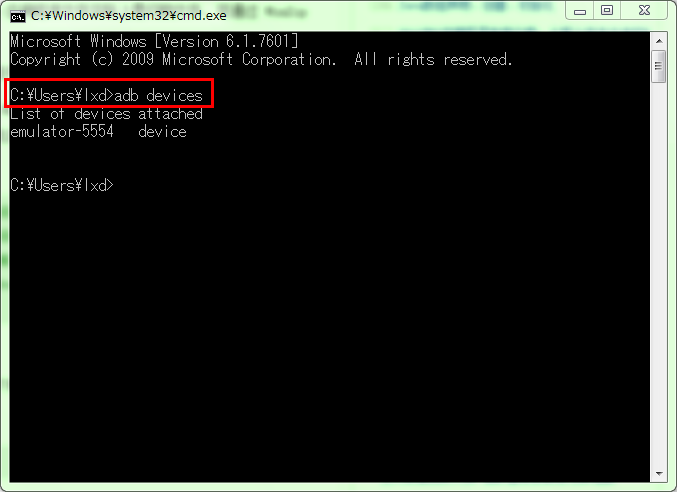 C:¥Windows¥system32¥cmd.exe
Microsoft Windows [Version 6.1.7601]
Copyright (c) 2009 Microsoft Corporation.  All rights reserved.
C:¥Users¥lxd>adb devices
List of devices attached
emulator-5554   device
C:¥Users¥lxd>